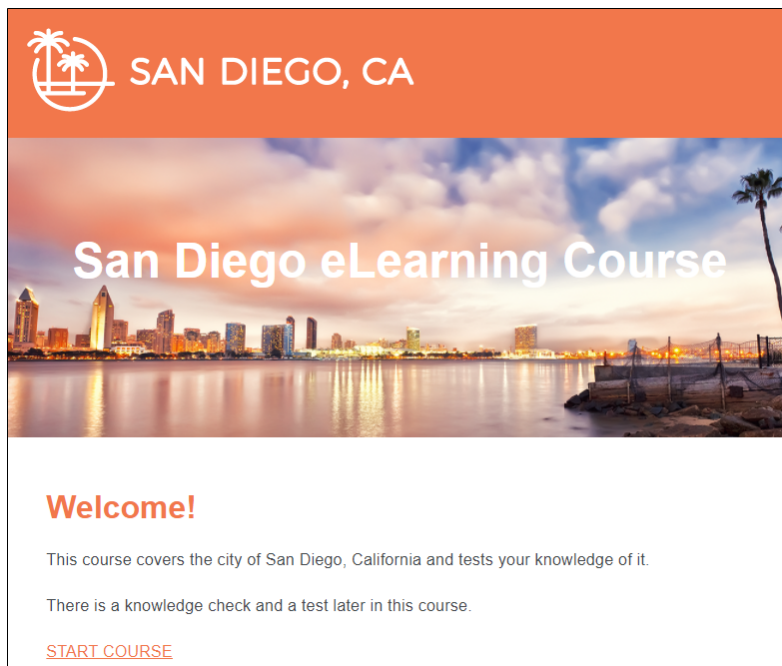 SAN DIEGO, CA
San Diego eLearning Course
Welcome!
This course covers the city of San Diego, California and tests your knowledge of it.
There is a knowledge check and a test later in this course.
START COURSE